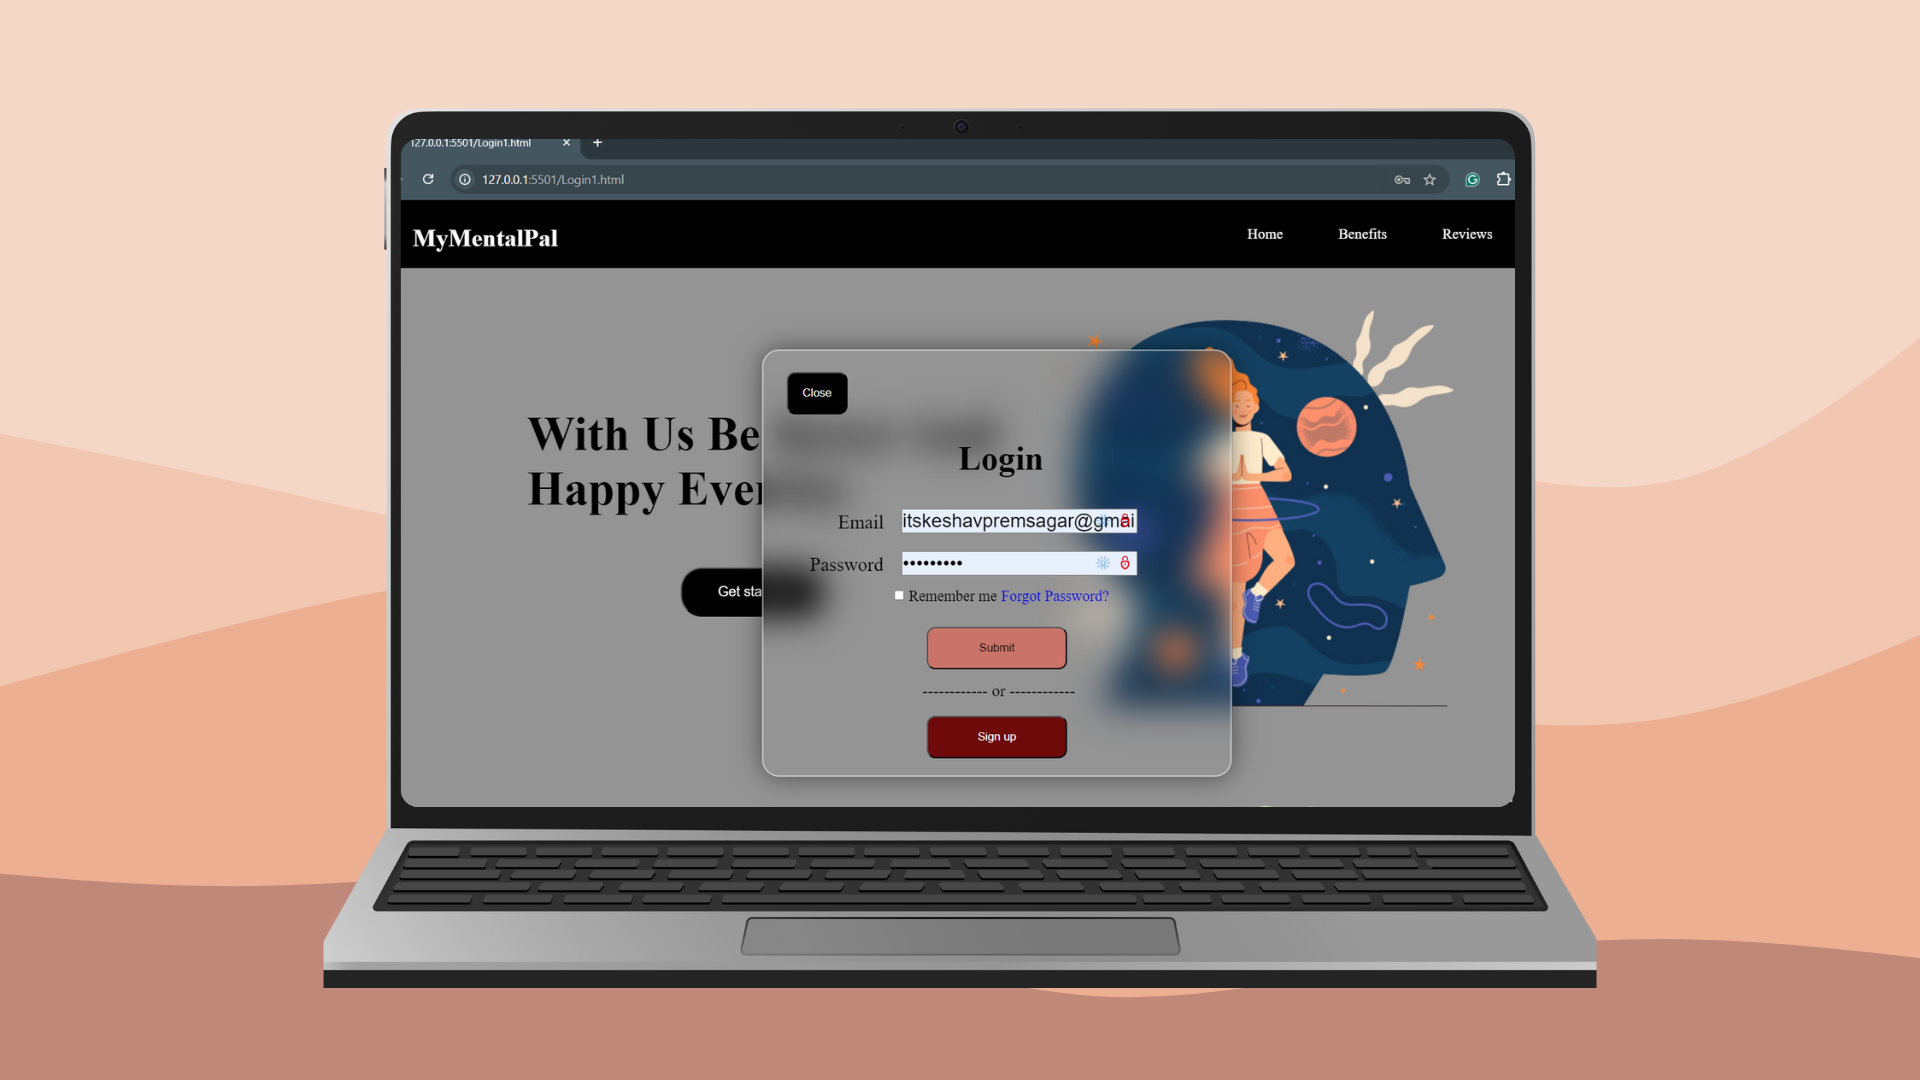 127.0.0.1:5501/Login1.html
127.0.0.1:5501/Login1.html
MyMentalPal
Home
Benefits
Reviews
With Us Be
Happy Ever
Get sta
Close
Login
Email
itskeshavpremsagar@gmai
Password
Remember me Forgot Password?
Submit
------------ or ------------
Sign up